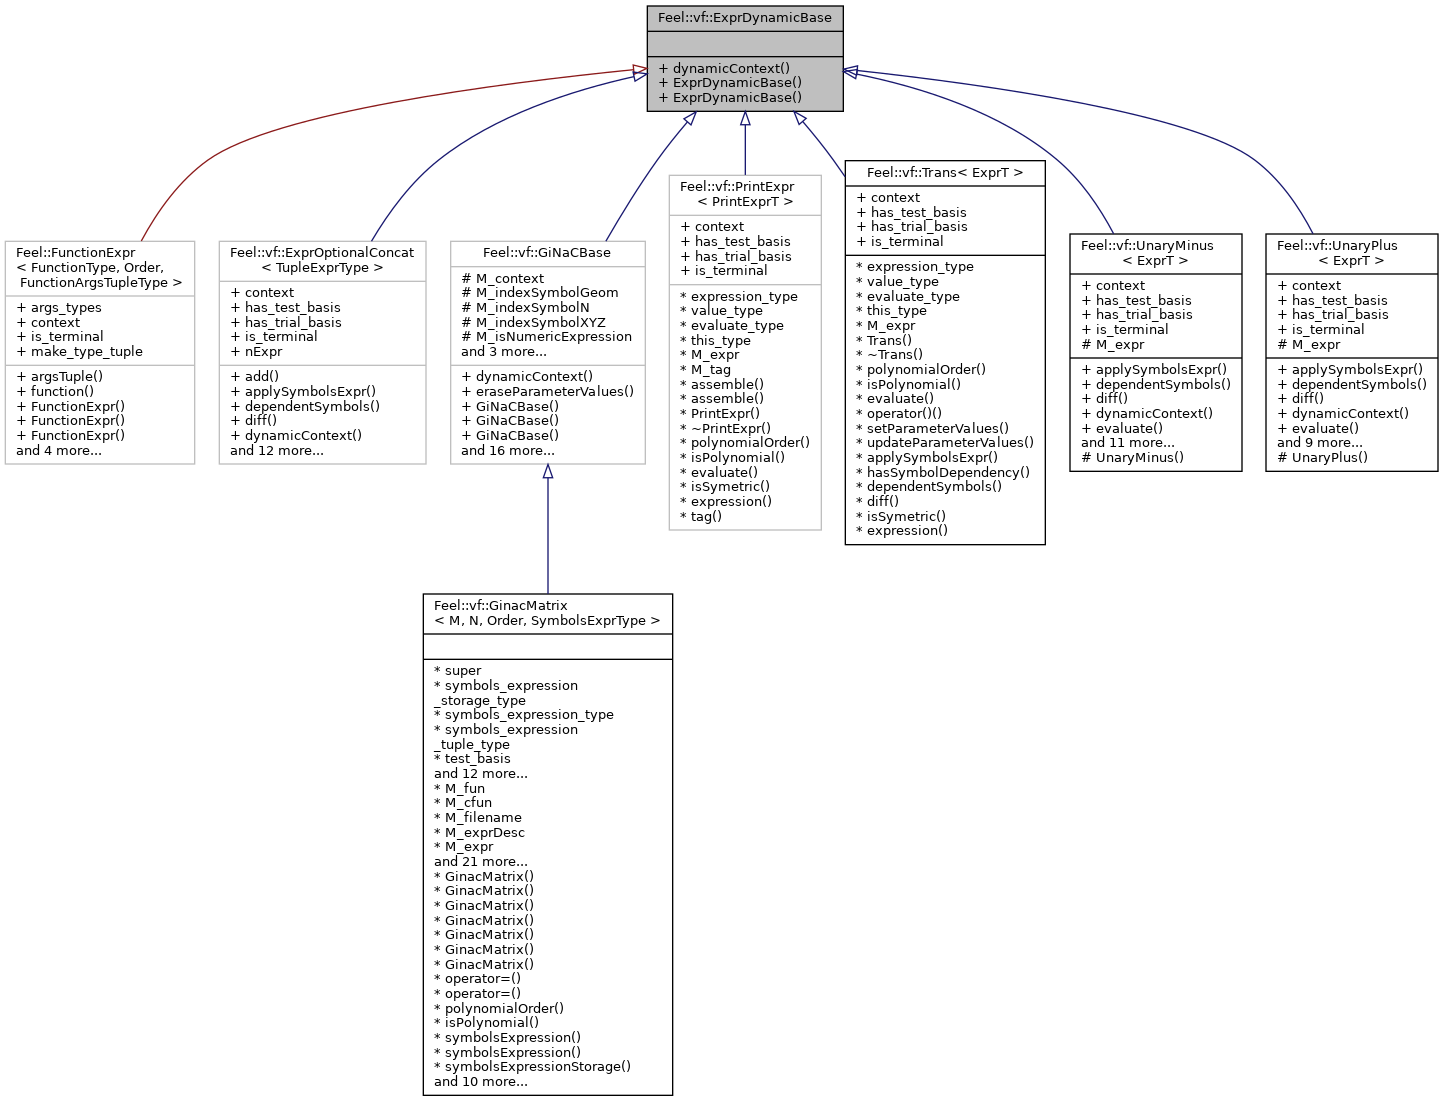 Feel::vf::ExprDynamicBase
+ dynamicContext()
+ ExprDynamicBase()
+ ExprDynamicBase()
Feel::FunctionExpr
< FunctionType, Order,
FunctionArgsTupleType >
+ args_types
+ context
+ is_terminal
+ make_type_tuple
+ argsTuple()
+ function()
+ FunctionExpr()
+ FunctionExpr()
+ FunctionExpr()
and 4 more...
Feel::vf::ExprOptionalConcat
< TupleExprType >
+ context
+ has_test_basis
+ has_trial_basis
+ is_terminal
+ nExpr
+ add()
+ applySymbolsExpr()
+ dependentSymbols()
+ diff()
+ dynamicContext()
and 12 more...
Feel::vf::GiNaCBase
# M_context
# M_indexSymbolGeom
# M_indexSymbolN
# M_indexSymbolXYZ
# M_isNumericExpression
and 3 more...
+ dynamicContext()
+ eraseParameterValues()
+ GiNaCBase()
+ GiNaCBase()
+ GiNaCBase()
and 16 more...
Feel::vf::PrintExpr
< PrintExprT >
+ context
+ has_test_basis
+ has_trial_basis
+ is_terminal
* expression_type
* value_type
* evaluate_type
* this_type
* M_expr
* M_tag
* assemble()
* assemble()
* PrintExpr()
* ~PrintExpr()
* polynomialOrder()
* isPolynomial()
* evaluate()
* isSymetric()
* expression()
* tag()
Feel::vf::Trans< ExprT >
+ context
+ has_test_basis
+ has_trial_basis
+ is_terminal
* expression_type
* value_type
* evaluate_type
* this_type
* M_expr
* Trans()
* ~Trans()
* polynomialOrder()
* isPolynomial()
* evaluate()
* operator()()
* setParameterValues()
* updateParameterValues()
* applySymbolsExpr()
* hasSymbolDependency()
* dependentSymbols()
* diff()
* isSymetric()
* expression()
Feel::vf::UnaryMinus
< ExprT >
+ context
+ has_test_basis
+ has_trial_basis
+ is_terminal
# M_expr
+ applySymbolsExpr()
+ dependentSymbols()
+ diff()
+ dynamicContext()
+ evaluate()
and 11 more...
# UnaryMinus()
Feel::vf::UnaryPlus
< ExprT >
+ context
+ has_test_basis
+ has_trial_basis
+ is_terminal
# M_expr
+ applySymbolsExpr()
+ dependentSymbols()
+ diff()
+ dynamicContext()
+ evaluate()
and 9 more...
# UnaryPlus()
Feel::vf::GinacMatrix
< M, N, Order, SymbolsExprType >
* super
* symbols_expression
_storage_type
* symbols_expression_type
* symbols_expression
_tuple_type
* test_basis
and 12 more...
* M_fun
* M_cfun
* M_filename
* M_exprDesc
* M_expr
and 21 more...
* GinacMatrix()
* GinacMatrix()
* GinacMatrix()
* GinacMatrix()
* GinacMatrix()
* GinacMatrix()
* GinacMatrix()
* operator=()
* operator=()
* polynomialOrder()
* isPolynomial()
* symbolsExpression()
* symbolsExpression()
* symbolsExpressionStorage()
and 10 more...